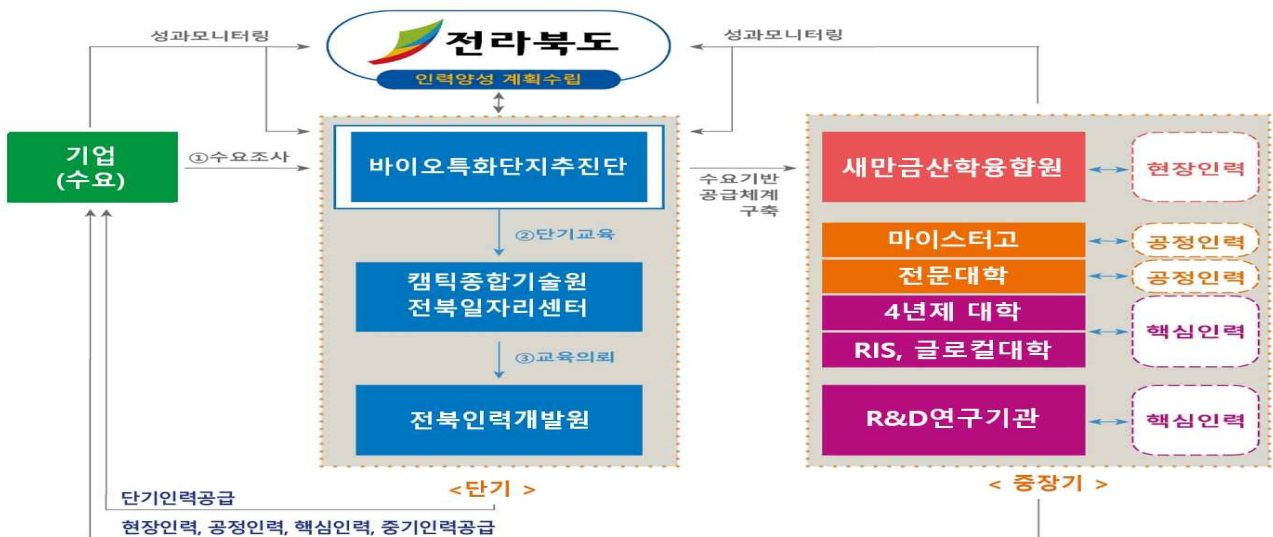 성과모니터링
전라북도
성과모니터링
인력양성 계획수립
기업
(수요)
①수요조사
바이오특화단지추진단
수요기반
공급체계
구축
새만금산학융합원
현장인력
②단기교육
마이스터고
공정인력
캠틱종합기술원
전북일자리센터
전문대학
공정인력
4년제 대학
핵심인력
③교육의뢰
RIS, 글로컬대학
전북인력개발원
R&D연구기관
핵심인력
<단기 >
< 중장기 >
단기인력공급
현장인력, 공정인력, 핵심인력, 중기인력공급